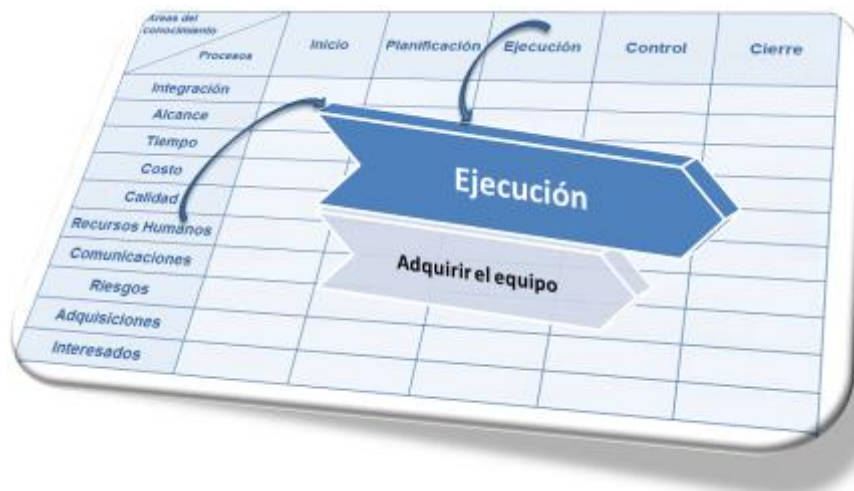 Áreas del
conocimiento
Procesos
Inicio
Planificación
Ejecución
Control
Cierre
Integración
Alcance
Tiempo
Costo
Calidad
Recursos Humanos
Comunicaciones
Riesgos
Adquisiciones
Interesados
Ejecución
Adquirir el equipo